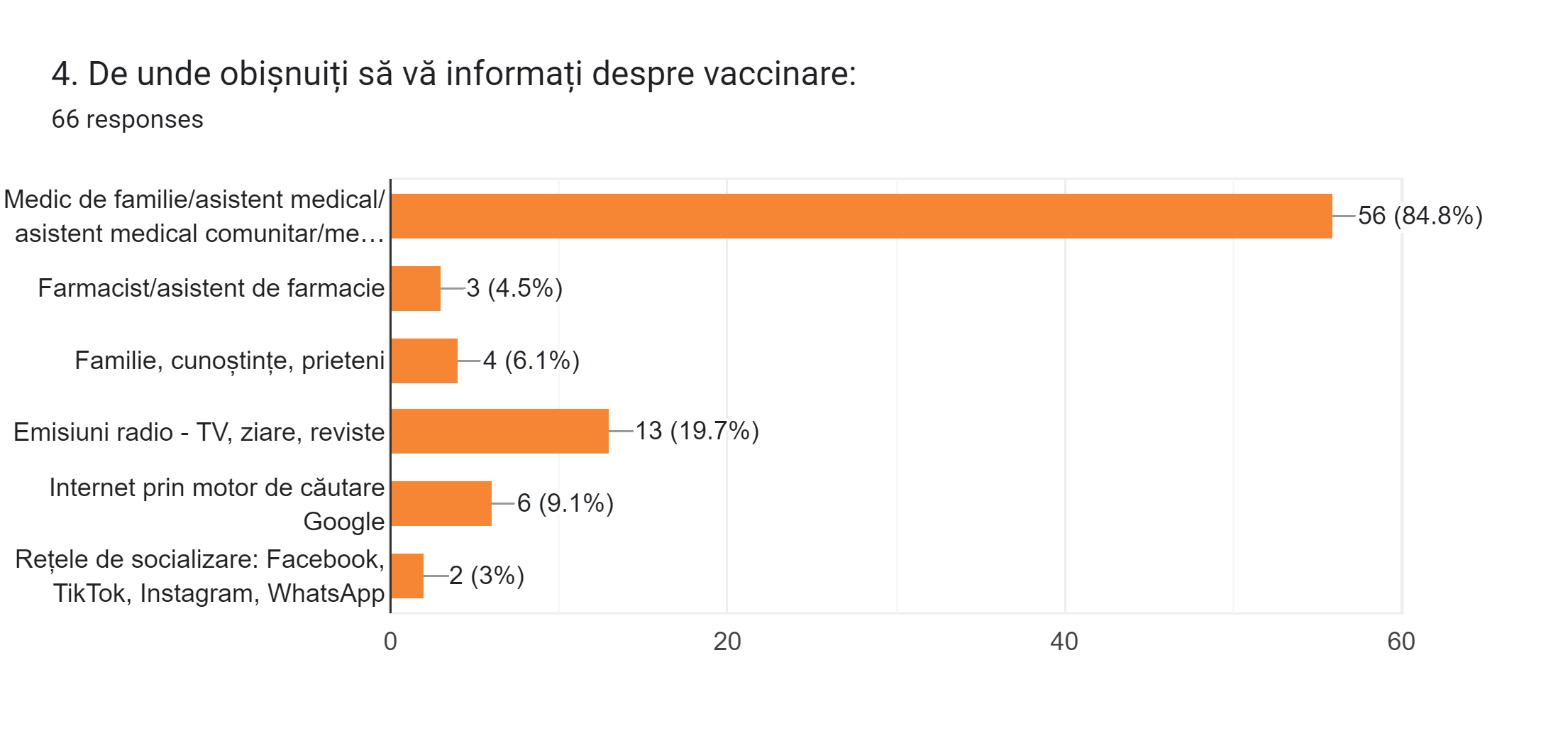 4. De unde obișnuiți să vă informați despre vaccinare:
66 responses
Medic de familie/asistent medical/
asistent medical comunitar/me…
56 (84.8%)
Farmacist/asistent de farmacie
3 (4.5%)
Familie, cunoștințe, prieteni
4 (6.1%)
Emisiuni radio - TV, ziare, reviste
13 (19.7%)
Internet prin motor de căutare
Google
6 (9.1%)
Rețele de socializare: Facebook,
TikTok, Instagram, WhatsApp
2 (3%)
0 20 40 60